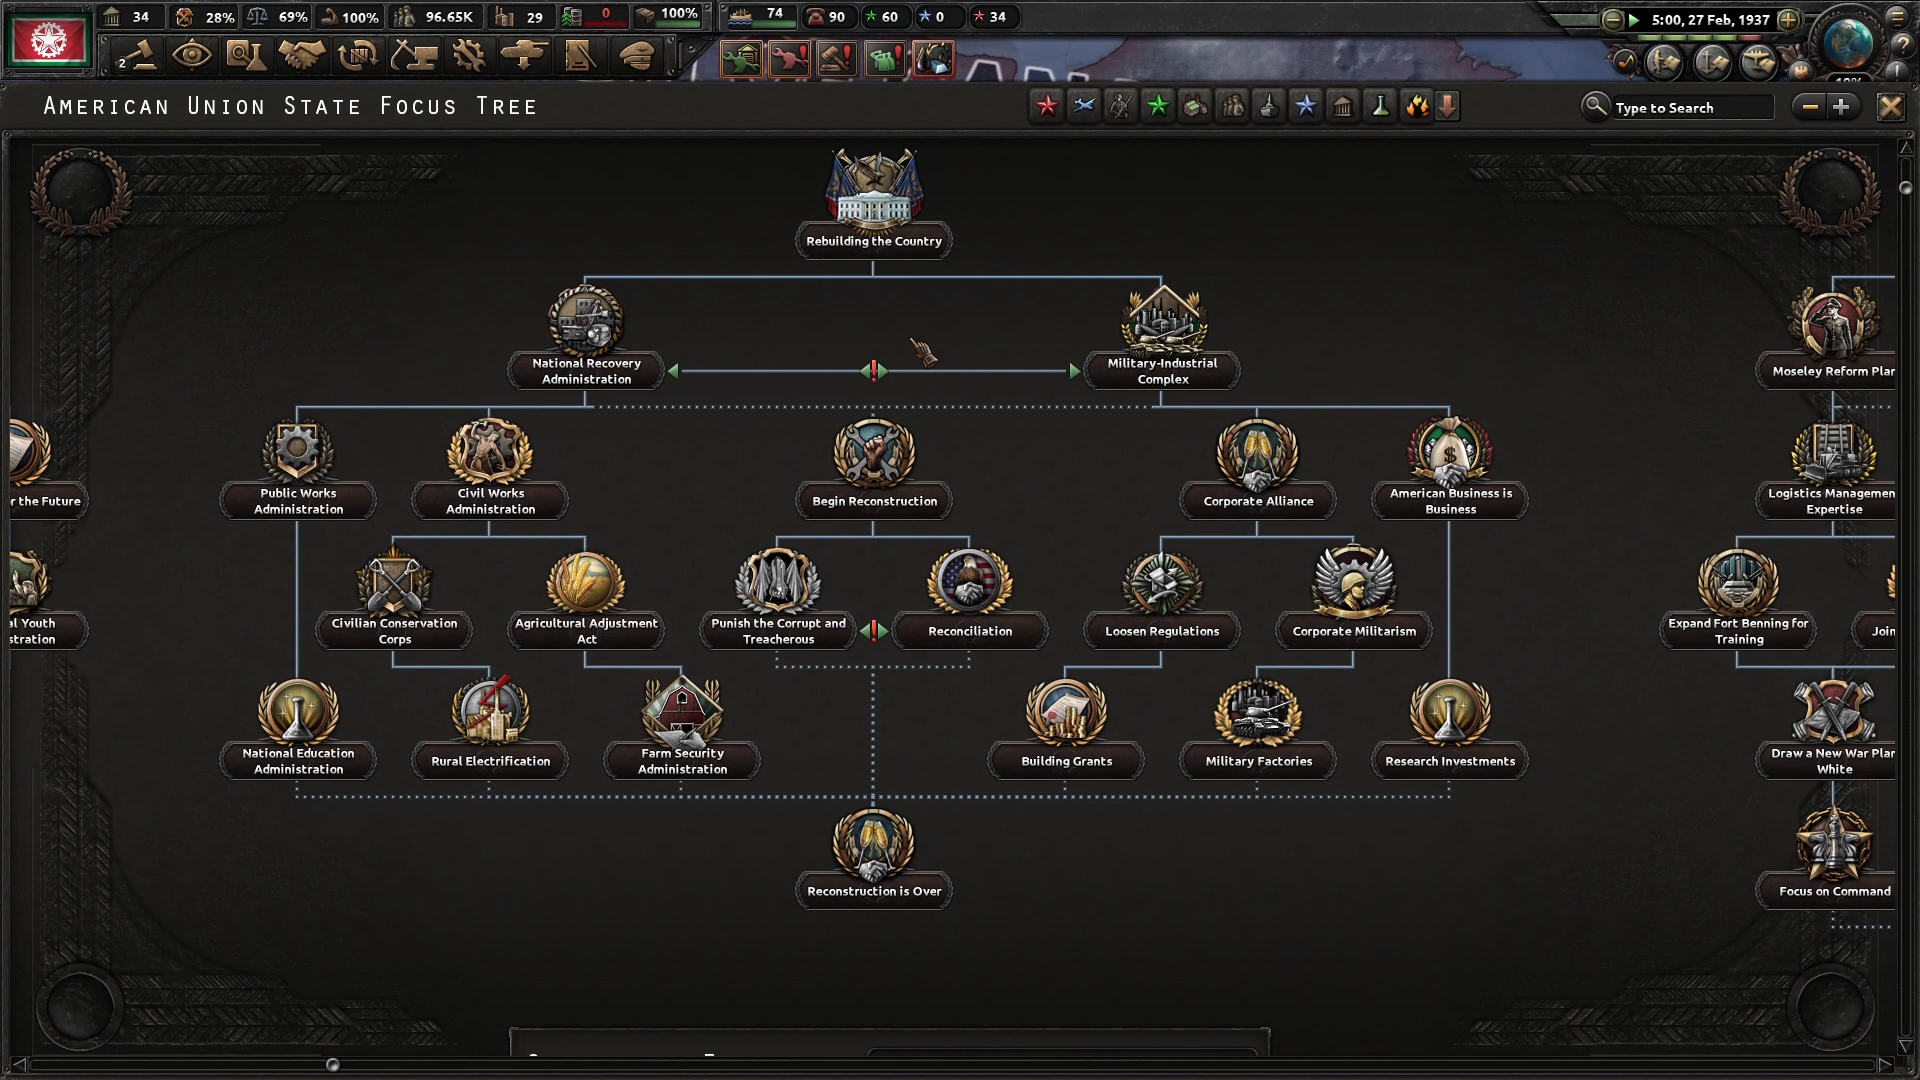 34
28%
69%
100%
96.65K
29
0
100%
74
90
60
0
34
5:00, 27 Feb, 1937
2
AMERICAN UNION STATE FOCUS TREE
Type to Search
Rebuilding the Country
National Recovery
Administration
Military-Industrial
Complex
Moseley Reform Plan
r the Future
Public Works
Administration
Civil Works
Administration
Begin Reconstruction
Corporate Alliance
American Business is
Business
Logistics Managemen
Expertise
al Youth
stration
Civilian Conservation
Corps
Agricultural Adjustment
Act
Punish the Corrupt and
Treacherous
Reconciliation
Loosen Regulations
Corporate Militarism
Expand Fort Benning for
Training
Join
National Education
Administration
Rural Electrification
Farm Security
Administration
Building Grants
Military Factories
Research Investments
Draw a New War Plan
White
Reconstruction is Over
Focus on Command